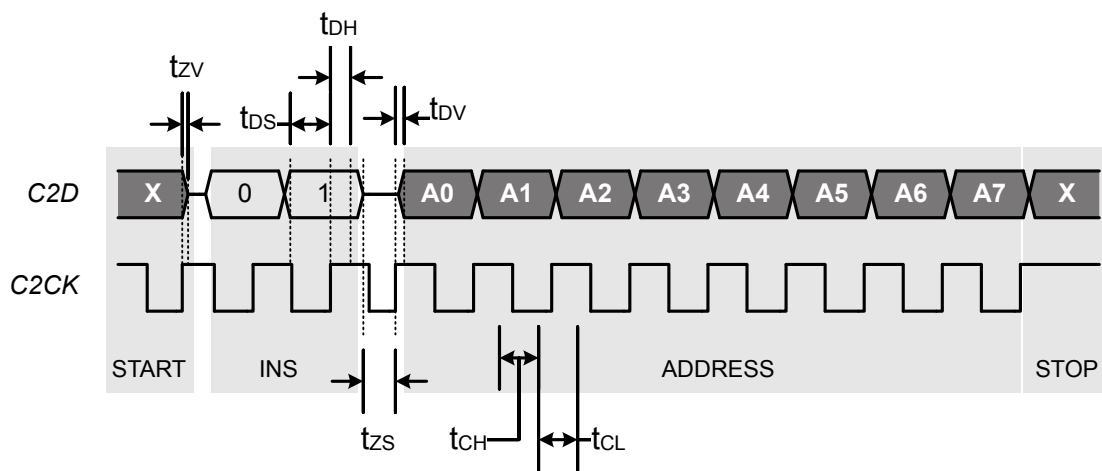 tDH
tZV
tDS
tDV
C2D X 0 1 A0 A1 A2 A3 A4 A5 A6 A7 X
C2CK
START INS ADDRESS STOP
tZS tCH tCL